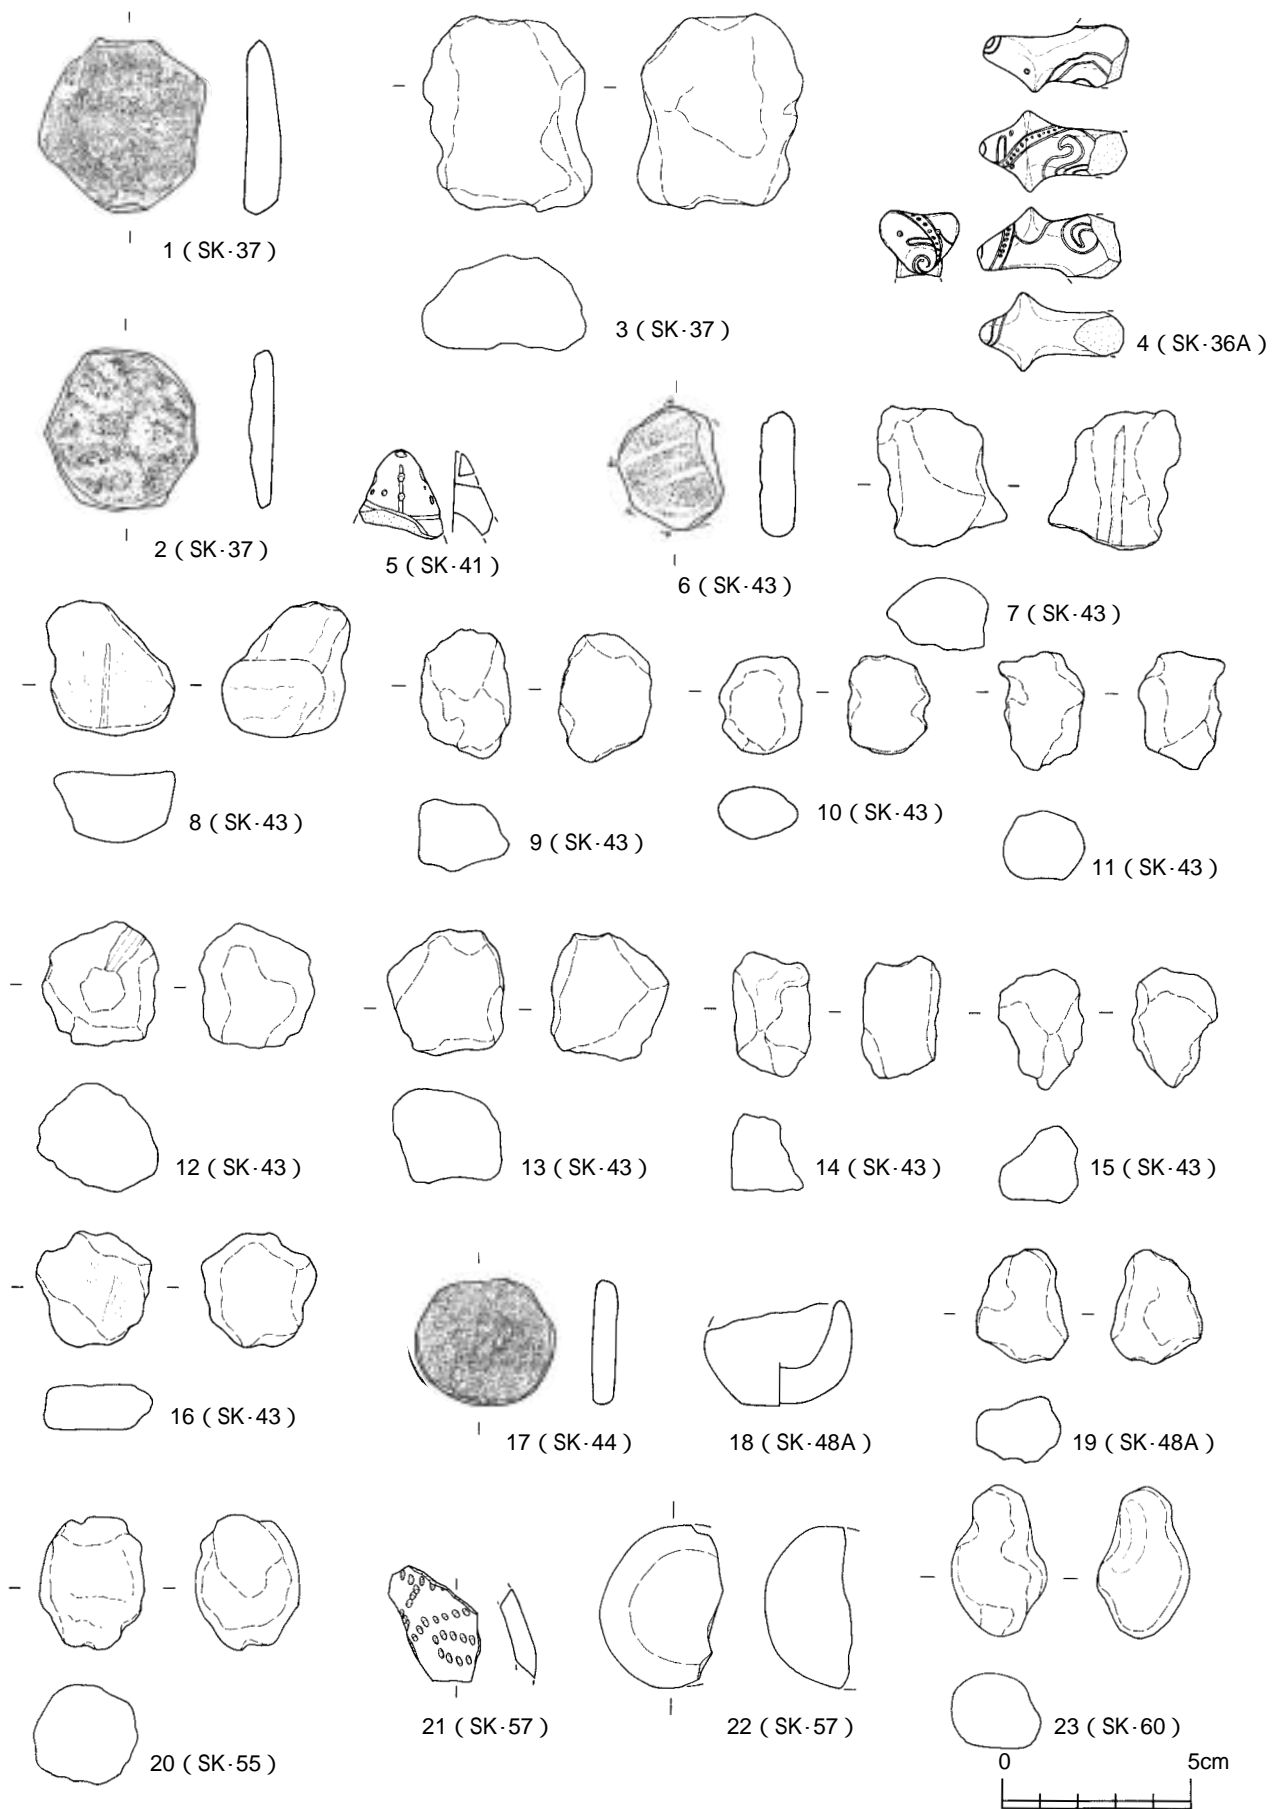 1 ( SK·37 )
3 ( SK·37 )
4 ( SK·36A )
2 ( SK·37 )
5 ( SK·41 )
6 ( SK·43 )
7 ( SK·43 )
8 ( SK·43 )
9 ( SK·43 )
10 ( SK·43 )
11 ( SK·43 )
12 ( SK·43 )
13 ( SK·43 )
14 ( SK·43 )
15 ( SK·43 )
16 ( SK·43 )
17 ( SK·44 )
18 ( SK·48A )
19 ( SK·48A )
20 ( SK·55 )
21 ( SK·57 )
22 ( SK·57 )
23 ( SK·60 )
0 5cm